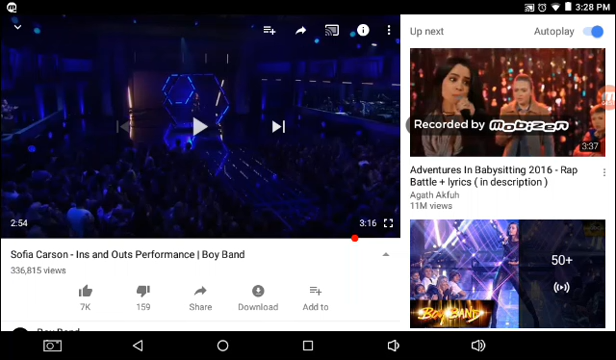 3:28 PM
Up next
Autoplay
Recorded by MOBIZEN
3:37
2:54
3:16
Adventures In Babysitting 2016 - Rap
Battle + lyrics ( in description )
Agath Akfuh
11M views
Sofia Carson - Ins and Outs Performance | Boy Band
336,815 views
7K
159
Share
Download
Add to
50+
BOY BAND